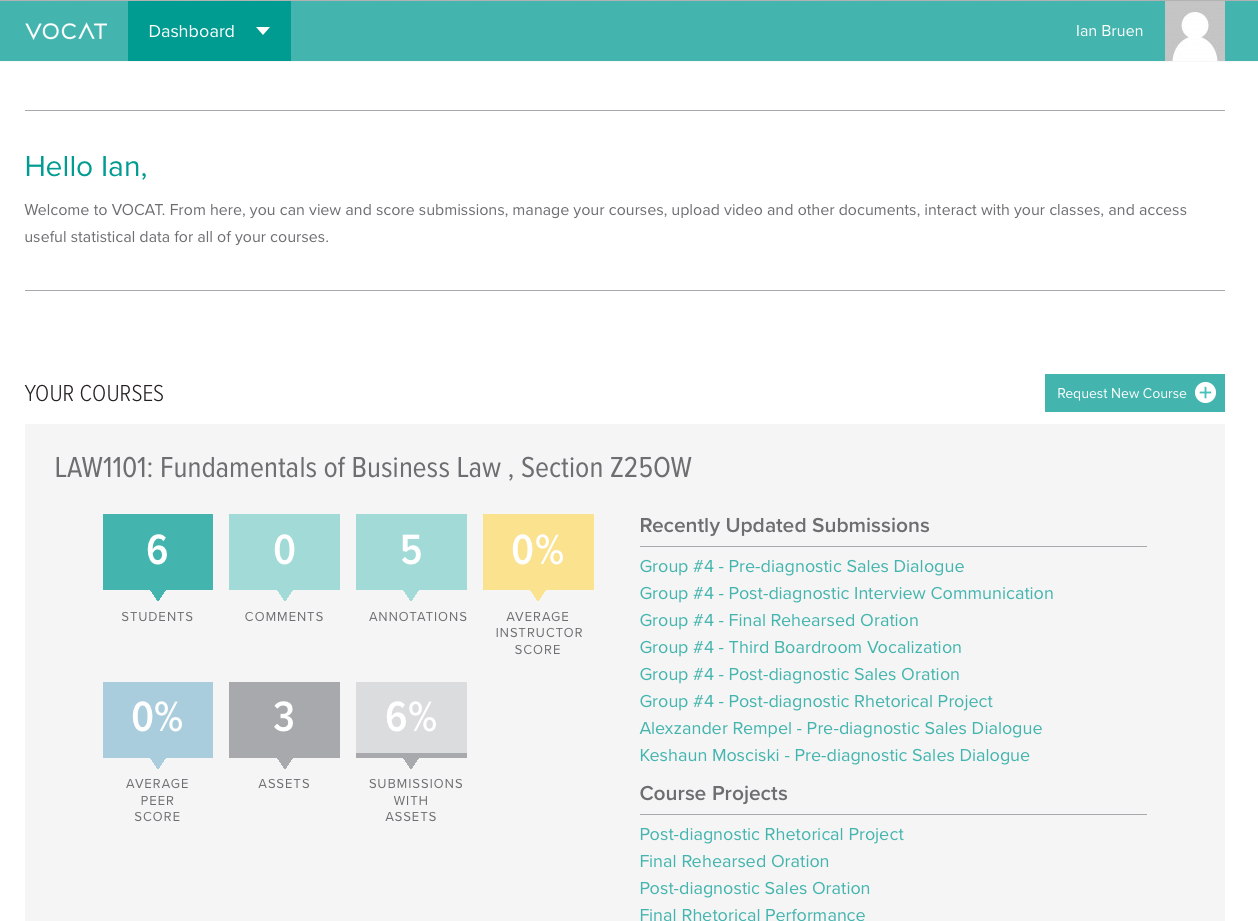 VOCAT
Dashboard
Ian Bruen
Hello Ian,
Welcome to VOCAT. From here, you can view and score submissions, manage your courses, upload video and other documents, interact with your classes, and access
useful statistical data for all of your courses.
YOUR COURSES
Request New Course
LAW1101: Fundamentals of Business Law , Section Z25OW
6
STUDENTS
0
COMMENTS
5
ANNOTATIONS
0%
AVERAGE
INSTRUCTOR
SCORE
0%
AVERAGE
PEER
SCORE
3
ASSETS
6%
SUBMISSIONS
WITH
ASSETS
Recently Updated Submissions
Group #4 - Pre-diagnostic Sales Dialogue
Group #4 - Post-diagnostic Interview Communication
Group #4 - Final Rehearsed Oration
Group #4 - Third Boardroom Vocalization
Group #4 - Post-diagnostic Sales Oration
Group #4 - Post-diagnostic Rhetorical Project
Alexzander Rempel - Pre-diagnostic Sales Dialogue
Keshaun Mosciski - Pre-diagnostic Sales Dialogue
Course Projects
Post-diagnostic Rhetorical Project
Final Rehearsed Oration
Post-diagnostic Sales Oration
Final Rhetorical Performance